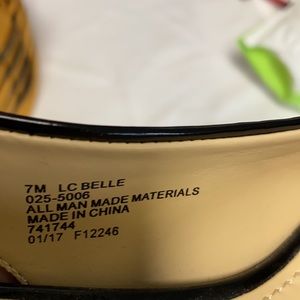 7M LC BELLE
025-5006
ALL MAN MADE MATERIALS
MADE IN CHINA
741744
01/17 F12246